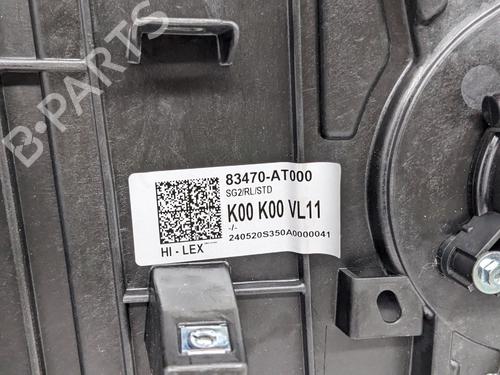 B-PARTS
83470-AT000
SG2/RL/STD
K00 K00 VL11
-/-
240520S350A0000041
HI - LEX